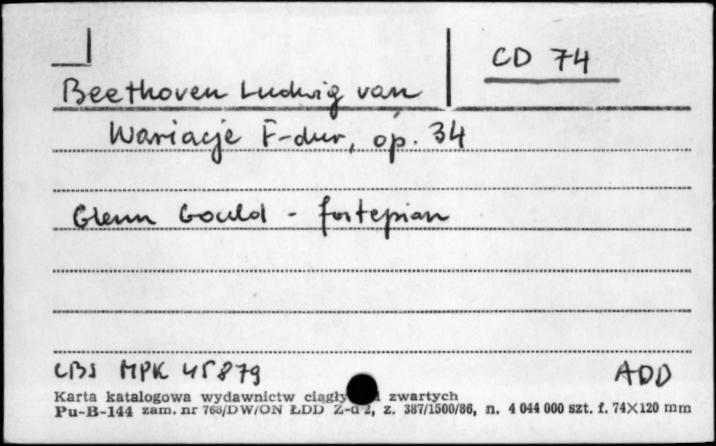 CD 74
Beethoven Ludwig van
Wariacje F-dur, op. 34
Glenn Gould - fortepian
CBS MPK 45879
ADD
Karta katalogowa wydawnictw zwartych
Pu-B-144 zam. nr 768/DW/ON ŁDD Z-d 2, z. 387/1500/86, n. 4 044 000 szt. f. 74X120 mm